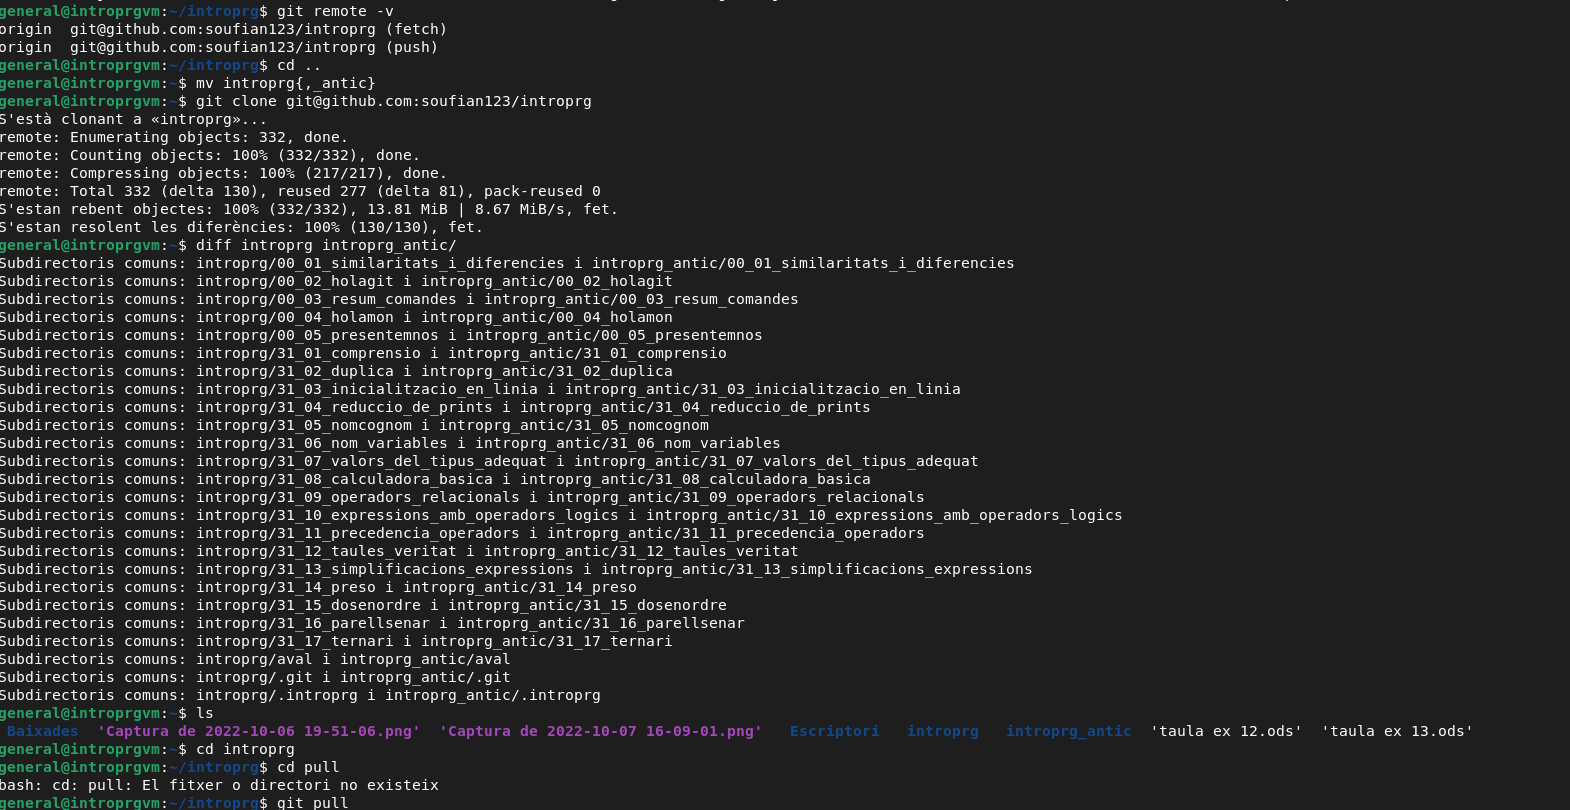 general@introprgvm:~/introprg$ git remote -v
origin  git@github.com:soufian123/introprg (fetch)
origin  git@github.com:soufian123/introprg (push)
general@introprgvm:~/introprg$ cd ..
general@introprgvm:~$ mv introprg{,_antic}
general@introprgvm:~$ git clone git@github.com:soufian123/introprg
S'està clonant a «introprg»...
remote: Enumerating objects: 332, done.
remote: Counting objects: 100% (332/332), done.
remote: Compressing objects: 100% (217/217), done.
remote: Total 332 (delta 130), reused 277 (delta 81), pack-reused 0
S'estan rebent objectes: 100% (332/332), 13.81 MiB | 8.67 MiB/s, fet.
S'estan resolent les diferències: 100% (130/130), fet.
general@introprgvm:~$ diff introprg introprg_antic/
Subdirectoris comuns: introprg/00_01_similaritats_i_diferencies i introprg_antic/00_01_similaritats_i_diferencies
Subdirectoris comuns: introprg/00_02_holagit i introprg_antic/00_02_holagit
Subdirectoris comuns: introprg/00_03_resum_comandes i introprg_antic/00_03_resum_comandes
Subdirectoris comuns: introprg/00_04_holamon i introprg_antic/00_04_holamon
Subdirectoris comuns: introprg/00_05_presentemnos i introprg_antic/00_05_presentemnos
Subdirectoris comuns: introprg/31_01_comprensio i introprg_antic/31_01_comprensio
Subdirectoris comuns: introprg/31_02_duplica i introprg_antic/31_02_duplica
Subdirectoris comuns: introprg/31_03_inicialitzacio_en_linia i introprg_antic/31_03_inicialitzacio_en_linia
Subdirectoris comuns: introprg/31_04_reduccio_de_prints i introprg_antic/31_04_reduccio_de_prints
Subdirectoris comuns: introprg/31_05_nomcognom i introprg_antic/31_05_nomcognom
Subdirectoris comuns: introprg/31_06_nom_variables i introprg_antic/31_06_nom_variables
Subdirectoris comuns: introprg/31_07_valors_del_tipus_adequat i introprg_antic/31_07_valors_del_tipus_adequat
Subdirectoris comuns: introprg/31_08_calculadora_basica i introprg_antic/31_08_calculadora_basica
Subdirectoris comuns: introprg/31_09_operadors_relacionals i introprg_antic/31_09_operadors_relacionals
Subdirectoris comuns: introprg/31_10_expressions_amb_operadors_logics i introprg_antic/31_10_expressions_amb_operadors_logics
Subdirectoris comuns: introprg/31_11_precedencia_operadors i introprg_antic/31_11_precedencia_operadors
Subdirectoris comuns: introprg/31_12_taules_veritat i introprg_antic/31_12_taules_veritat
Subdirectoris comuns: introprg/31_13_simplificacions_expressions i introprg_antic/31_13_simplificacions_expressions
Subdirectoris comuns: introprg/31_14_preso i introprg_antic/31_14_preso
Subdirectoris comuns: introprg/31_15_dosenordre i introprg_antic/31_15_dosenordre
Subdirectoris comuns: introprg/31_16_parellsenar i introprg_antic/31_16_parellsenar
Subdirectoris comuns: introprg/31_17_ternari i introprg_antic/31_17_ternari
Subdirectoris comuns: introprg/aval i introprg_antic/aval
Subdirectoris comuns: introprg/.git i introprg_antic/.git
Subdirectoris comuns: introprg/.introprg i introprg_antic/.introprg
general@introprgvm:~$ ls
Baixades  'Captura de 2022-10-06 19-51-06.png'  'Captura de 2022-10-07 16-09-01.png'   Escriptori   introprg   introprg_antic  'taula ex 12.ods'  'taula ex 13.ods'
general@introprgvm:~$ cd introprg
general@introprgvm:~/introprg$ cd pull
bash: cd: pull: El fitxer o directori no existeix
general@introprgvm:~/introprg$ git pull